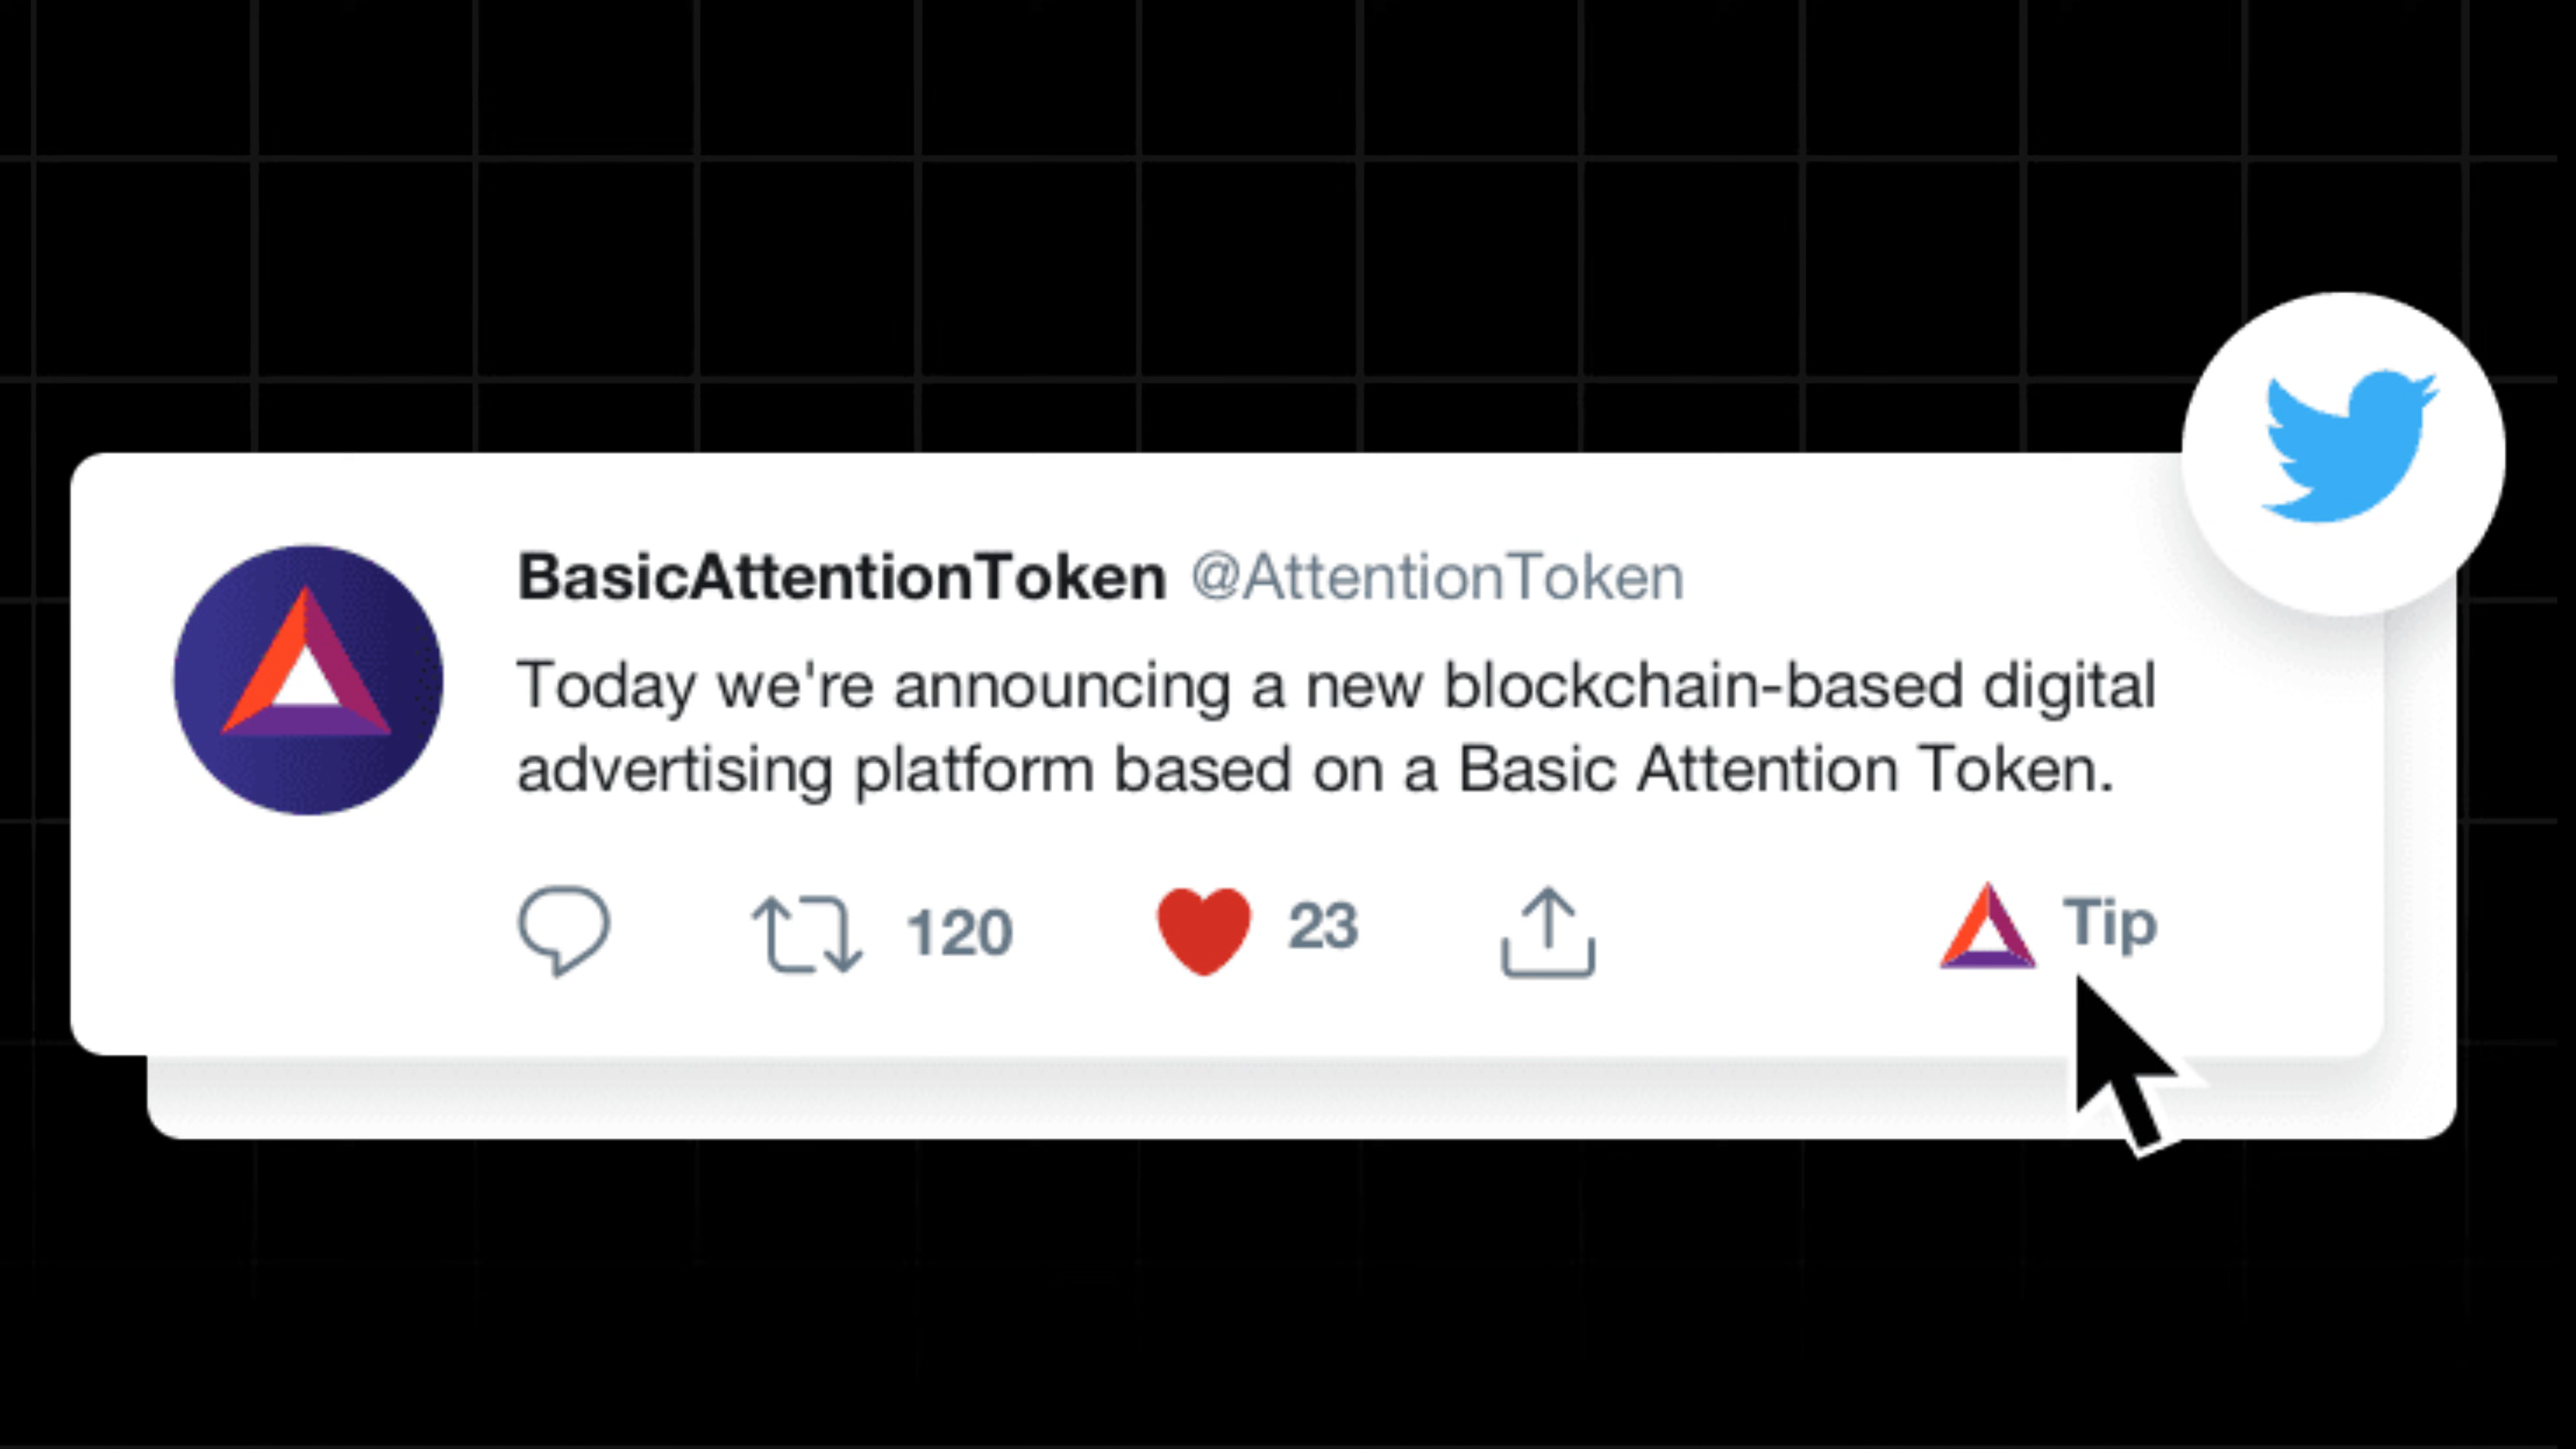 BasicAttentionToken @AttentionToken
Today we're announcing a new blockchain-based digital
advertising platform based on a Basic Attention Token.
120 23 Tip